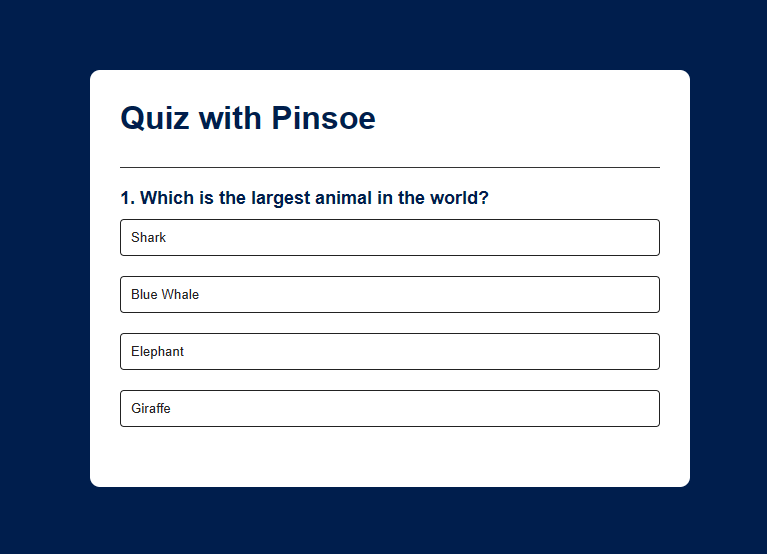 Quiz with Pinsoe
1. Which is the largest animal in the world?
Shark
Blue Whale
Elephant
Giraffe